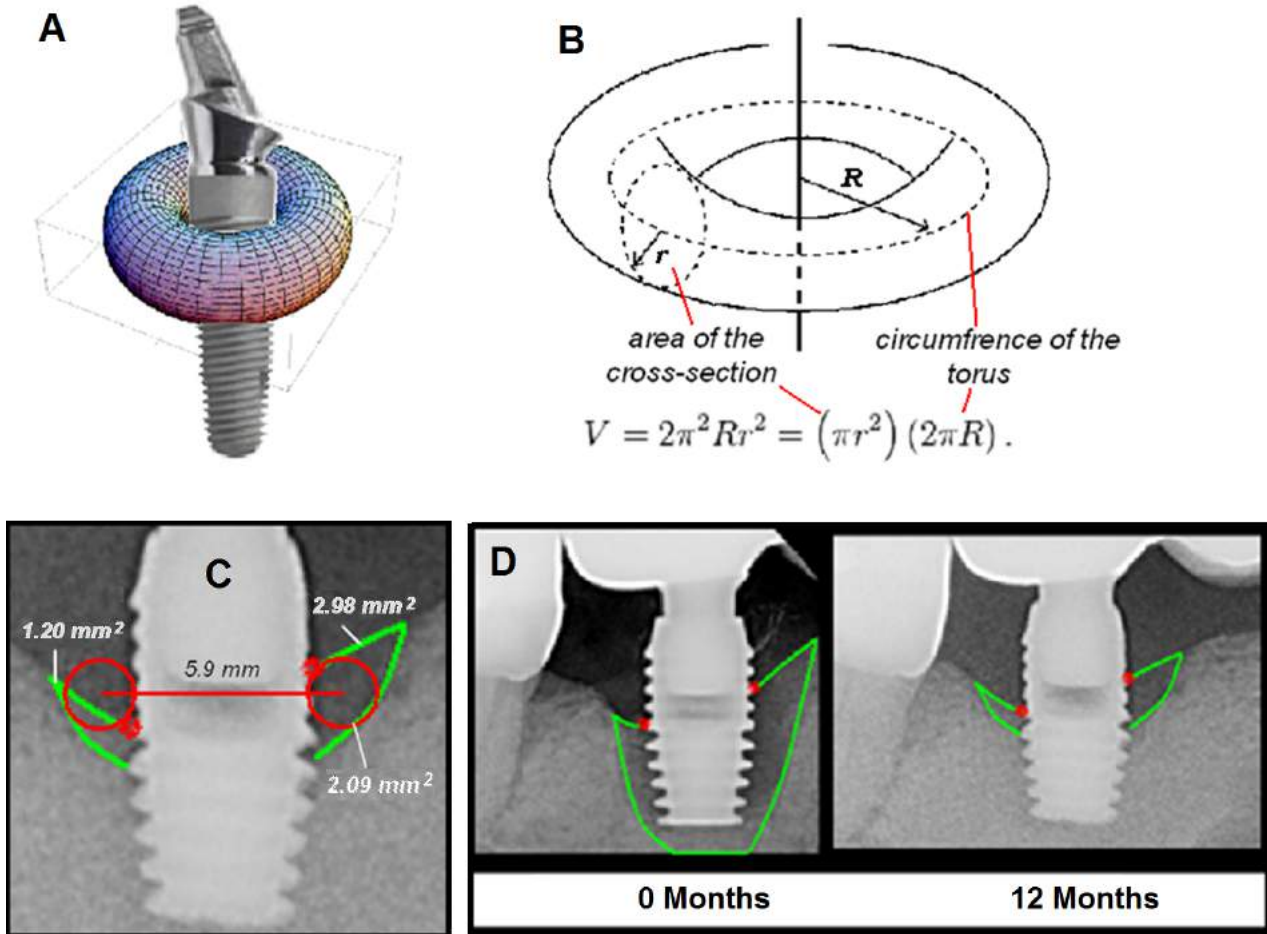 A
B
R
r
area of the
cross-section
circumfrence of the
torus
V = 2π²Rr² = (πr²) (2πR) .
C
2.98 mm²
1.20 mm²
5.9 mm
2.09 mm²
D
0 Months
12 Months